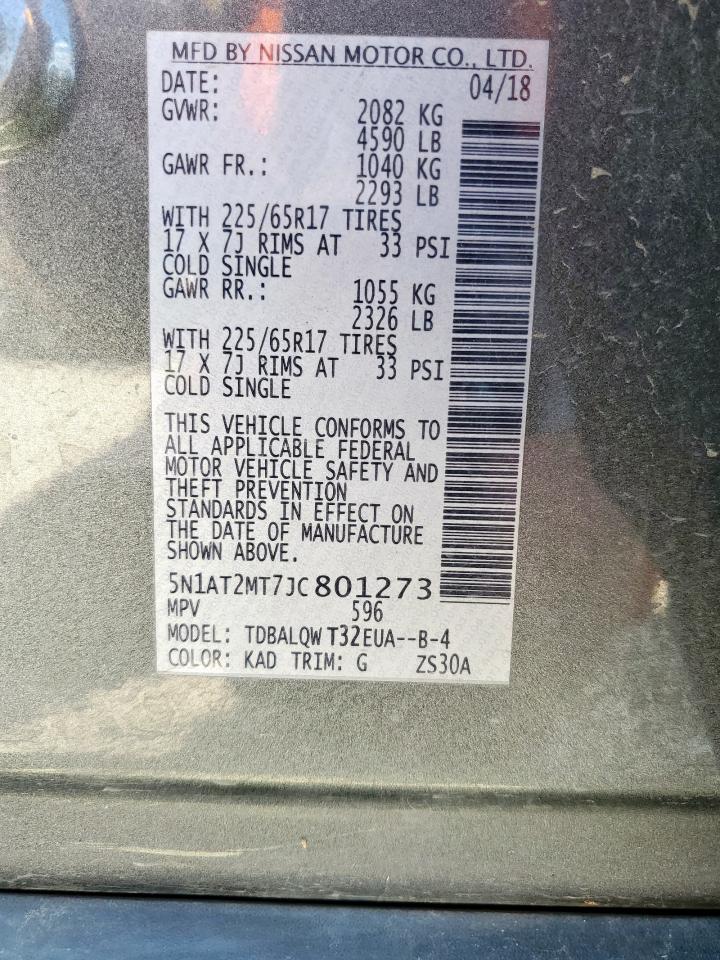 MFD BY NISSAN MOTOR CO., LTD.
DATE: 04/18
GVWR: 2082 KG
4590 LB
GAWR FR.: 1040 KG
2293 LB
WITH 225/65R17 TIRES
17 X 7J RIMS AT 33 PSI
COLD SINGLE
GAWR RR.: 1055 KG
2326 LB
WITH 225/65R17 TIRES
17 X 7J RIMS AT 33 PSI
COLD SINGLE
THIS VEHICLE CONFORMS TO
ALL APPLICABLE FEDERAL
MOTOR VEHICLE SAFETY AND
THEFT PREVENTION
STANDARDS IN EFFECT ON
THE DATE OF MANUFACTURE
SHOWN ABOVE.
5N1AT2MT7JC801273
MPV 596
MODEL: TDBALQW T32EUA--B-4
COLOR: KAD TRIM: G ZS30A